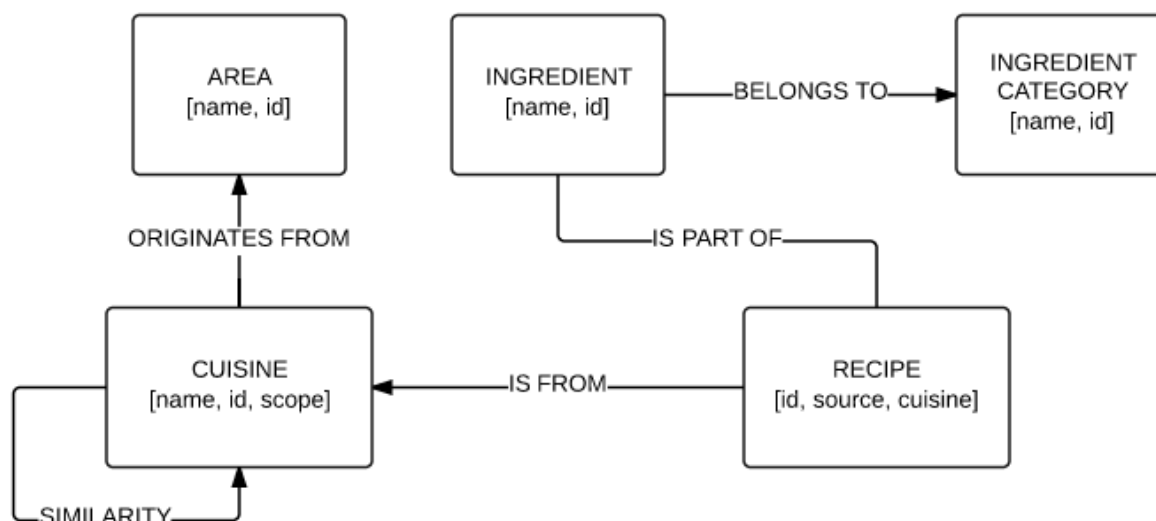 AREA
[name, id]
INGREDIENT
[name, id]
BELONGS TO
INGREDIENT
CATEGORY
[name, id]
ORIGINATES FROM
IS PART OF
CUISINE
[name, id, scope]
IS FROM
RECIPE
[id, source, cuisine]
SIMILARITY